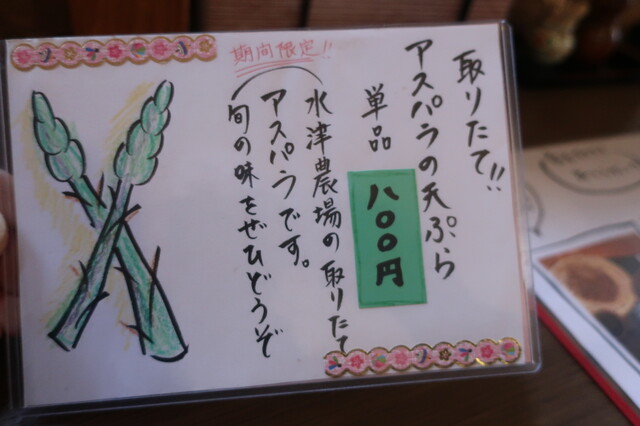 取りたて!!
アスパラの天ぷら
単品 八〇〇円
期間限定!!
水津農場の取りたて
アスパラです。
旬の味をぜひどうぞ